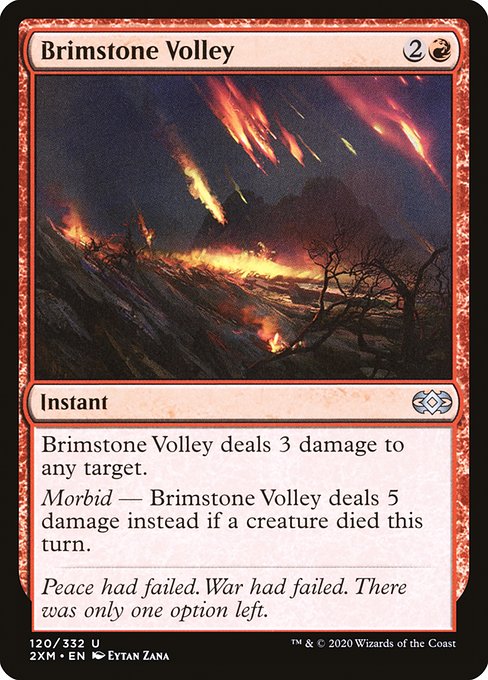 Brimstone Volley 2
Instant
Brimstone Volley deals 3 damage to
any target.
Morbid — Brimstone Volley deals 5
damage instead if a creature died this
turn.
Peace had failed. War had failed. There
was only one option left.
120/332 U
™ & © 2020 Wizards of the Coast
2XM • EN Eytan Zana